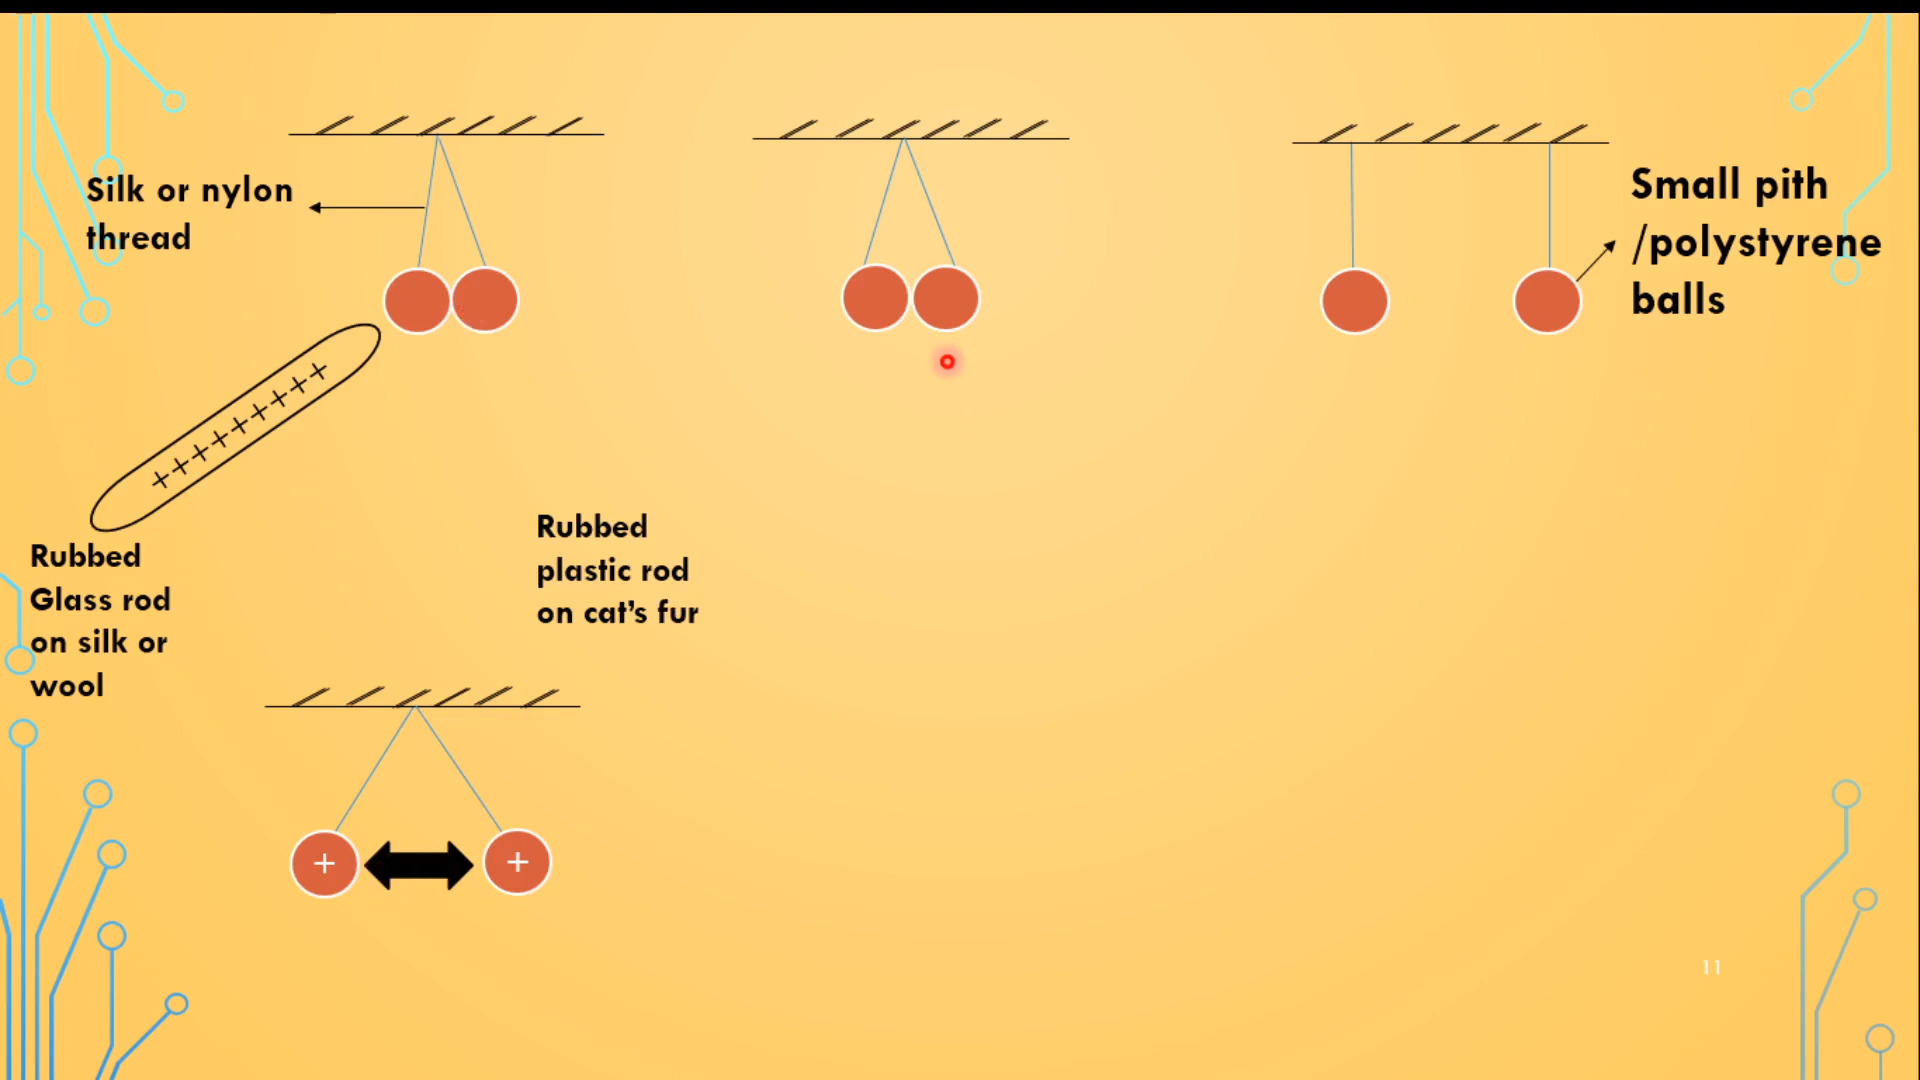 Silk or nylon
thread
Small pith
/polystyrene
balls
+++++++++
Rubbed
Glass rod
on silk or
wool
Rubbed
plastic rod
on cat's fur
+ +
11